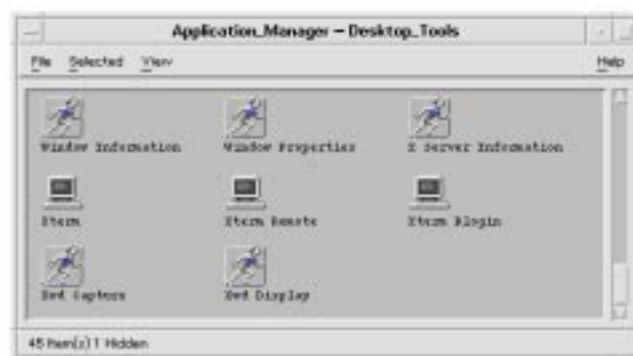 Application_Manager – Desktop_Tools
File Selected View Help
Window Information Window Properties X Server Information
Xterm Xterm Remote Xterm Rlogin
Xwd Capture Xwd Display
45 Item(s) 1 Hidden